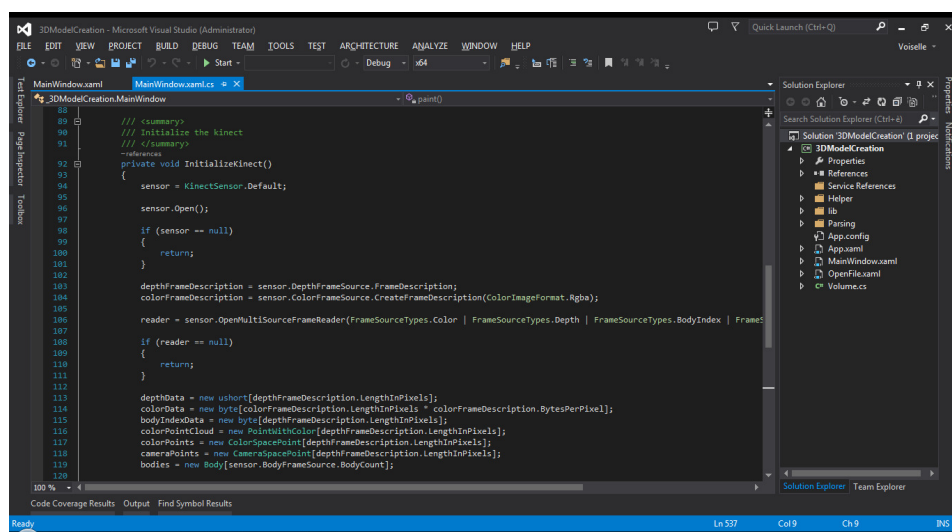 3DModelCreation - Microsoft Visual Studio (Administrator)
Quick Launch (Ctrl+Q)
FILE EDIT VIEW PROJECT BUILD DEBUG TEAM TOOLS TEST ARCHITECTURE ANALYZE WINDOW HELP
Voiselle
Start
Debug
x64
Test Explorer
Page Inspector
Toolbox
MainWindow.xaml
MainWindow.xaml.cs
_3DModelCreation.MainWindow
paint()
88
89 /// <summary>
90 /// Initialize the kinect
91 /// </summary>
-references
92 private void InitializeKinect()
93 {
94 sensor = KinectSensor.Default;
95
96 sensor.Open();
97
98 if (sensor == null)
99 {
100 return;
101 }
102
103 depthFrameDescription = sensor.DepthFrameSource.FrameDescription;
104 colorFrameDescription = sensor.ColorFrameSource.CreateFrameDescription(ColorImageFormat.Rgba);
105
106 reader = sensor.OpenMultiSourceFrameReader(FrameSourceTypes.Color | FrameSourceTypes.Depth | FrameSourceTypes.BodyIndex | FrameS
107
108 if (reader == null)
109 {
110 return;
111 }
112
113 depthData = new ushort[depthFrameDescription.LengthInPixels];
114 colorData = new byte[colorFrameDescription.LengthInPixels * colorFrameDescription.BytesPerPixel];
115 bodyIndexData = new byte[depthFrameDescription.LengthInPixels];
116 colorPointCloud = new PointWithColor[depthFrameDescription.LengthInPixels];
117 colorPoints = new ColorSpacePoint[depthFrameDescription.LengthInPixels];
118 cameraPoints = new CameraSpacePoint[depthFrameDescription.LengthInPixels];
119 bodies = new Body[sensor.BodyFrameSource.BodyCount];
120
100 %
Solution Explorer
Search Solution Explorer (Ctrl+è)
Solution '3DModelCreation' (1 projec
3DModelCreation
Properties
References
Service References
Helper
lib
Parsing
App.config
App.xaml
MainWindow.xaml
OpenFile.xaml
C# Volume.cs
Solution Explorer Team Explorer
Properties
Notifications
Code Coverage Results Output Find Symbol Results
Ready
Ln 537 Col 9 Ch 9 INS